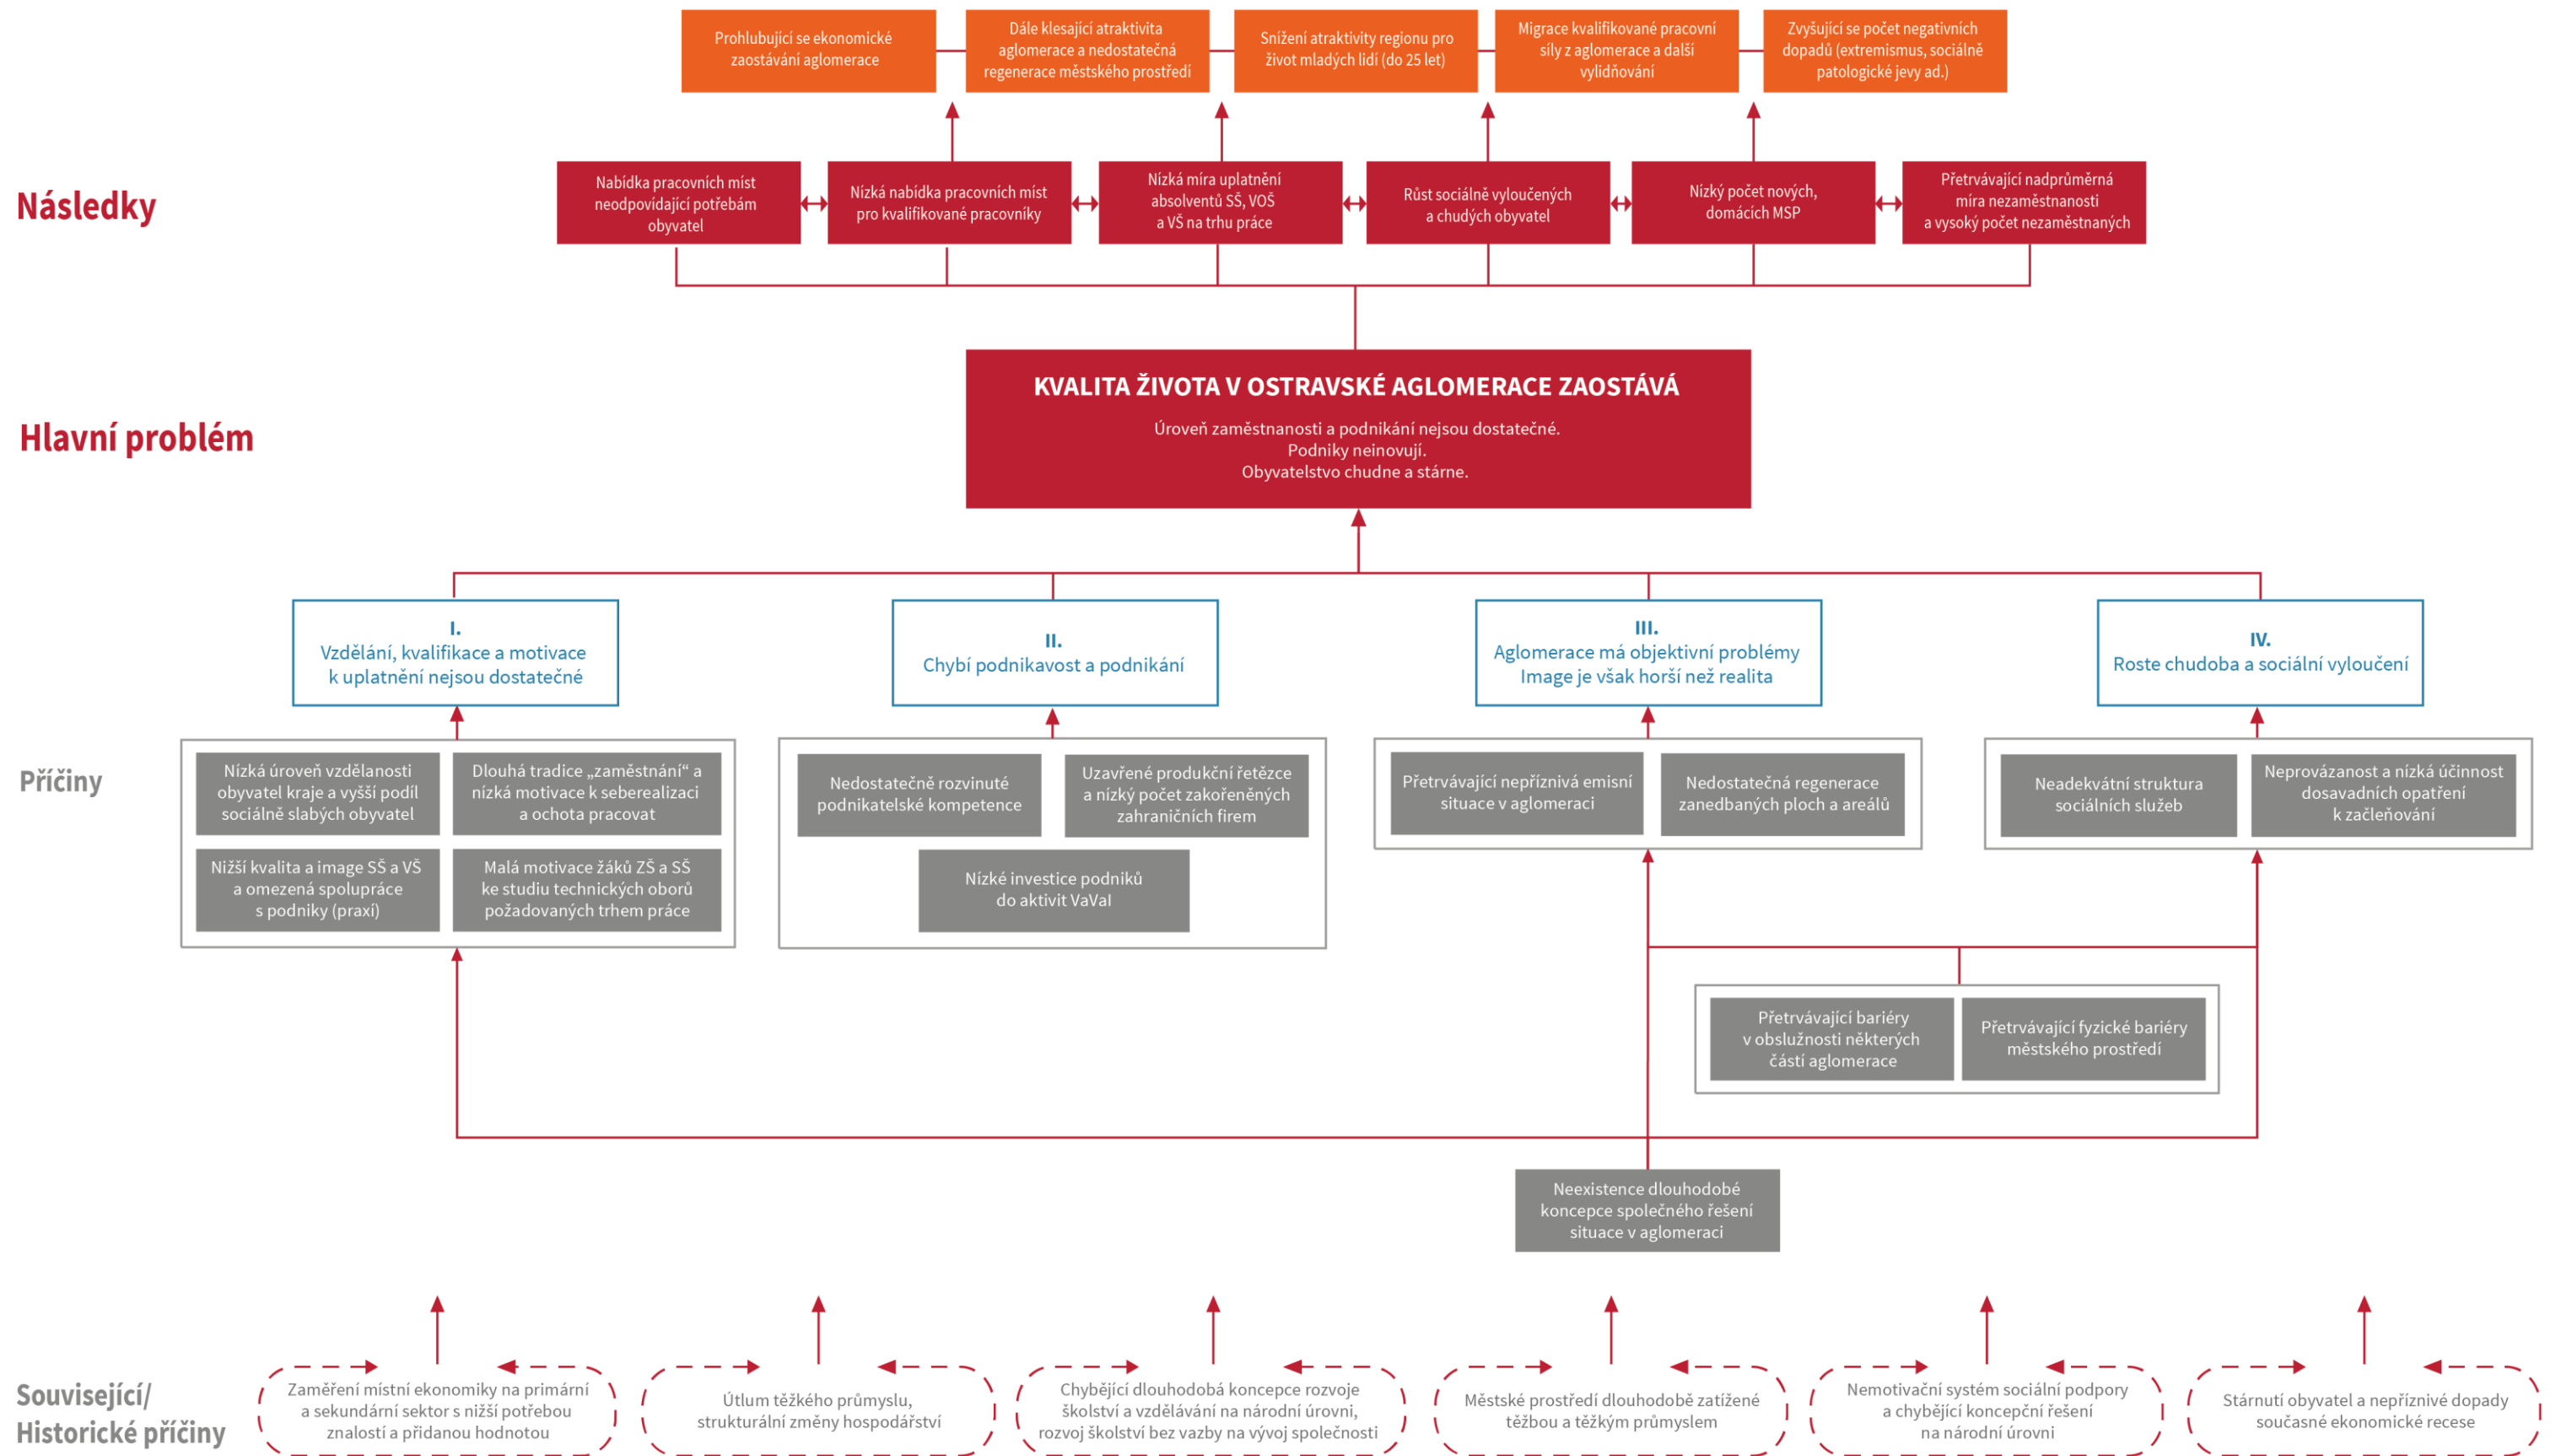 Prohlubující se ekonomické
zaostávání aglomerace
Dále klesající atraktivita
aglomerace a nedostatečná
regenerace městského prostředí
Snížení atraktivity regionu pro
život mladých lidí (do 25 let)
Migrace kvalifikované pracovní
síly z aglomerace a další
vylidňování
Zvyšující se počet negativních
dopadů (extremismus, sociálně
patologické jevy ad.)
Následky
Nabídka pracovních míst
neodpovídající potřebám
obyvatel
Nízká nabídka pracovních míst
pro kvalifikované pracovníky
Nízká míra uplatnění
absolventů SŠ, VOŠ
a VŠ na trhu práce
Růst sociálně vyloučených
a chudých obyvatel
Nízký počet nových,
domácích MSP
Přetrvávající nadprůměrná
míra nezaměstnanosti
a vysoký počet nezaměstnaných
Hlavní problém
KVALITA ŽIVOTA V OSTRAVSKÉ AGLOMERACE ZAOSTÁVÁ
Úroveň zaměstnanosti a podnikání nejsou dostatečné.
Podniky neinovují.
Obyvatelstvo chudne a stárne.
I.
Vzdělání, kvalifikace a motivace
k uplatnění nejsou dostatečné
II.
Chybí podnikavost a podnikání
III.
Aglomerace má objektivní problémy
Image je však horší než realita
IV.
Roste chudoba a sociální vyloučení
Příčiny
Nízká úroveň vzdělanosti
obyvatel kraje a vyšší podíl
sociálně slabých obyvatel
Dlouhá tradice „zaměstnání“ a
nízká motivace k seberealizaci
a ochota pracovat
Nižší kvalita a image SŠ a VŠ
a omezená spolupráce
s podniky (praxí)
Malá motivace žáků ZŠ a SŠ
ke studiu technických oborů
požadovaných trhem práce
Nedostatečně rozvinuté
podnikatelské kompetence
Uzavřené produkční řetězce
a nízký počet zakořeněných
zahraničních firem
Nízké investice podniků
do aktivit VaVaI
Přetrvávající nepříznivá emisní
situace v aglomeraci
Nedostatečná regenerace
zanedbaných ploch a areálů
Neadekvátní struktura
sociálních služeb
Neprovázanost a nízká účinnost
dosavadních opatření
k začleňování
Přetrvávající bariéry
v obslužnosti některých
částí aglomerace
Přetrvávající fyzické bariéry
městského prostředí
Neexistence dlouhodobé
koncepce společného řešení
situace v aglomeraci
Související/
Historické příčiny
Zaměření místní ekonomiky na primární
a sekundární sektor s nižší potřebou
znalostí a přidanou hodnotou
Útlum těžkého průmyslu,
strukturální změny hospodářství
Chybějící dlouhodobá koncepce rozvoje
školství a vzdělávání na národní úrovni,
rozvoj školství bez vazby na vývoj společnosti
Městské prostředí dlouhodobě zatížené
těžbou a těžkým průmyslem
Nemotivační systém sociální podpory
a chybějící koncepční řešení
na národní úrovni
Stárnutí obyvatel a nepříznivé dopady
současné ekonomické recese